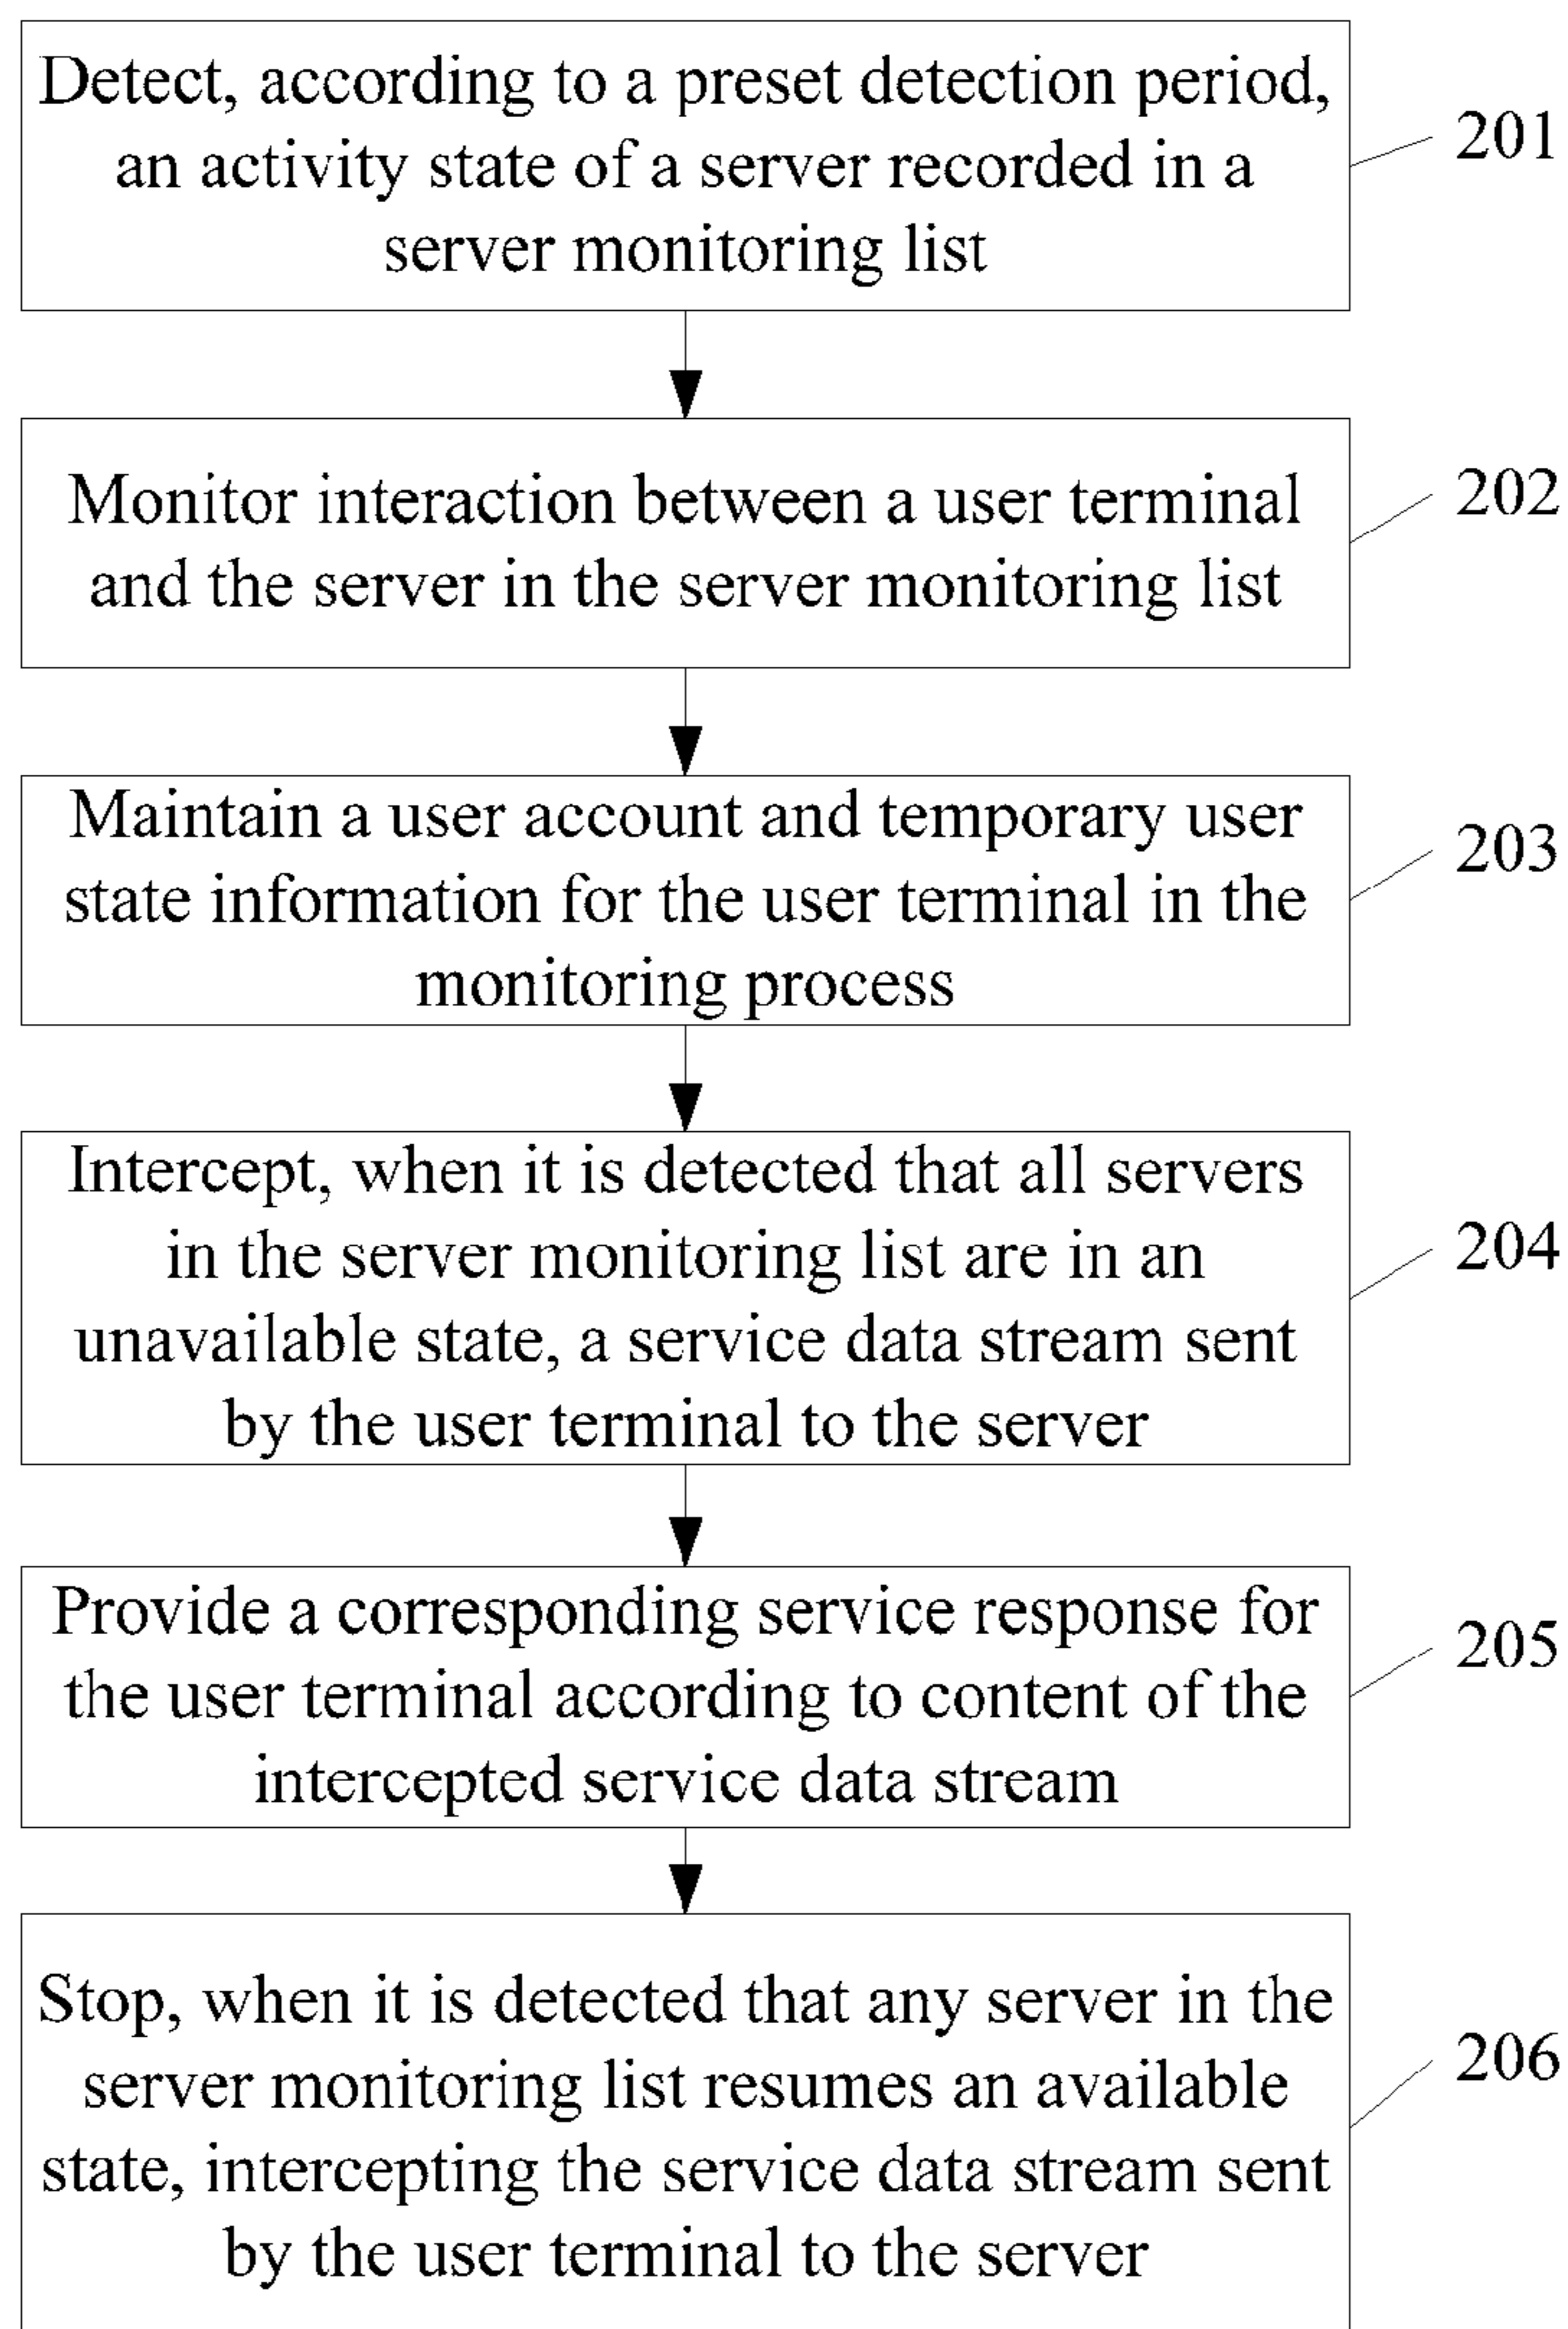 Detect, according to a preset detection period,
an activity state of a server recorded in a
server monitoring list
201
Monitor interaction between a user terminal
and the server in the server monitoring list
202
Maintain a user account and temporary user
state information for the user terminal in the
monitoring process
203
Intercept, when it is detected that all servers
in the server monitoring list are in an
unavailable state, a service data stream sent
by the user terminal to the server
204
Provide a corresponding service response for
the user terminal according to content of the
intercepted service data stream
205
Stop, when it is detected that any server in the
server monitoring list resumes an available
state, intercepting the service data stream sent
by the user terminal to the server
206